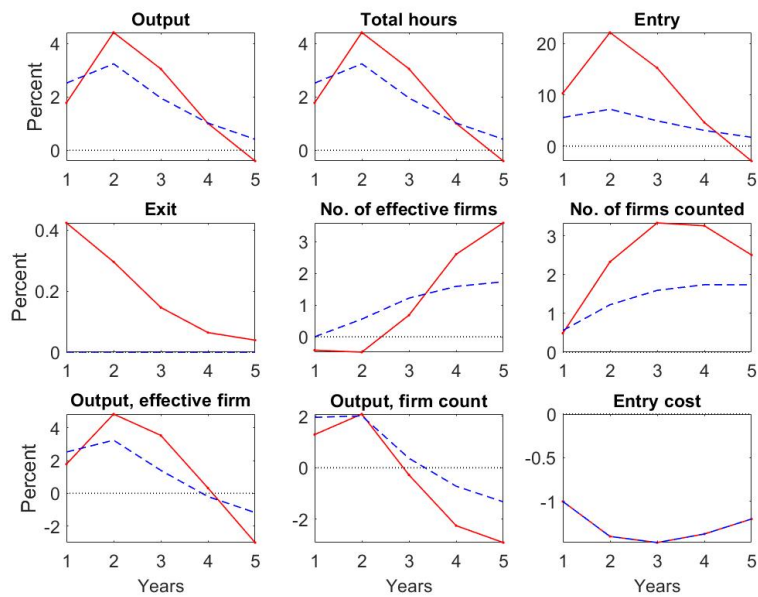 Output
Total hours
Entry
Percent
4
2
0
1 2 3 4 5
4
2
0
1 2 3 4 5
20
10
0
1 2 3 4 5
Exit
No. of effective firms
No. of firms counted
Percent
0.4
0.2
0
1 2 3 4 5
3
2
1
0
1 2 3 4 5
3
2
1
0
1 2 3 4 5
Output, effective firm
Output, firm count
Entry cost
Percent
4
2
0
-2
1 2 3 4 5
Years
2
0
-2
1 2 3 4 5
Years
0
-0.5
-1
1 2 3 4 5
Years